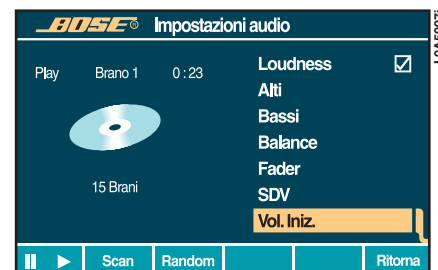 BOSE® Impostazioni audio
Play Brano 1 0:23
15 Brani
Loudness
Alti
Bassi
Balance
Fader
SDV
Vol. Iniz.
Scan Random Ritorna